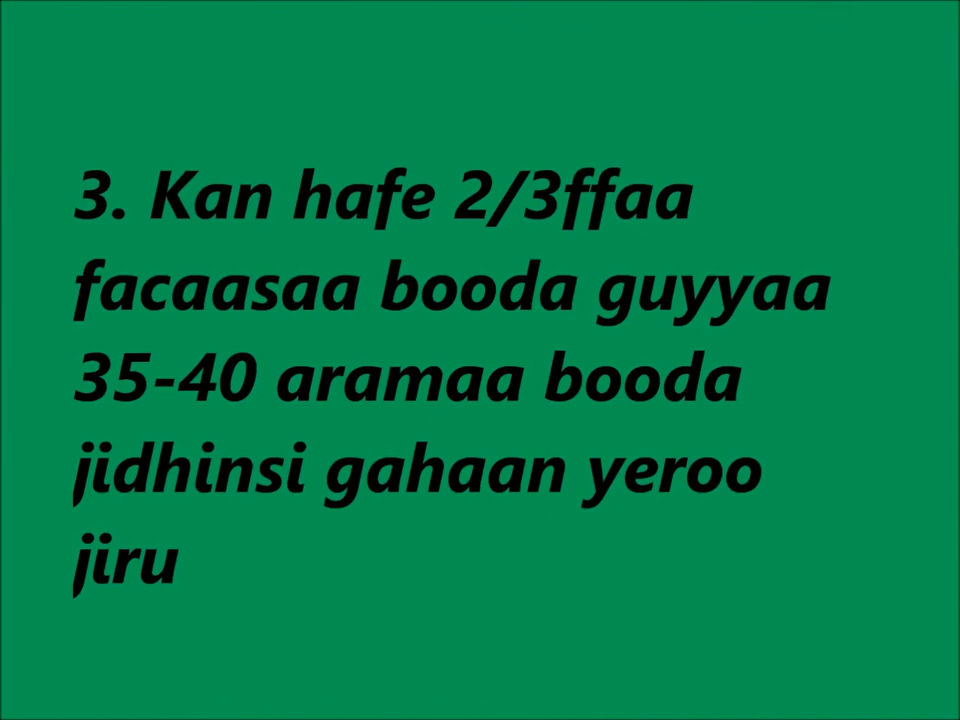 3. Kan hafe 2/3ffaa
facaasaa booda guyyaa
35-40 aramaa booda
jidhinsi gahaan yeroo
jiru